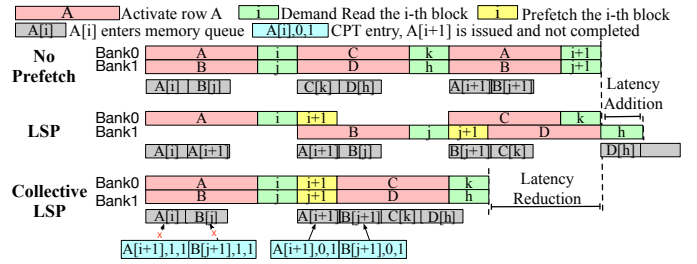 A Activate row A i Demand Read the i-th block i Prefetch the i-th block
A[i] A[i] enters memory queue A[i],0,1 CPT entry, A[i+1] is issued and not completed
No Prefetch
Bank0 A i C k A i+1
Bank1 B j D h B j+1
A[i] B[j] C[k] D[h] A[i+1] B[j+1]
Latency Addition
LSP
Bank0 A i i+1 C k
Bank1 B j j+1 D h
A[i] A[i+1] A[i+1] B[j] B[j+1] C[k] D[h]
Collective LSP
Bank0 A i i+1 C k
Bank1 B j j+1 D h
Latency Reduction
A[i] B[j] A[i+1] B[j+1] C[k] D[h]
x x
A[i+1],1,1 B[j+1],1,1 A[i+1],0,1 B[j+1],0,1